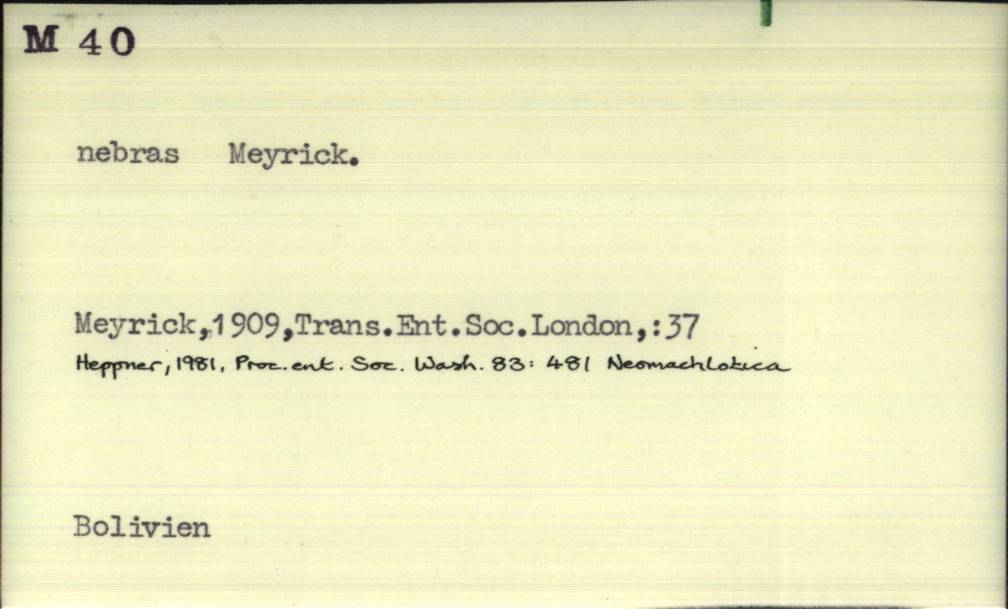 M 40
nebras Meyrick.
Meyrick,1909,Trans.Ent.Soc.London,:37
Heppner, 1981, Proc. ent. Soc. Wash. 83: 481 Neomachlotica
Bolivien